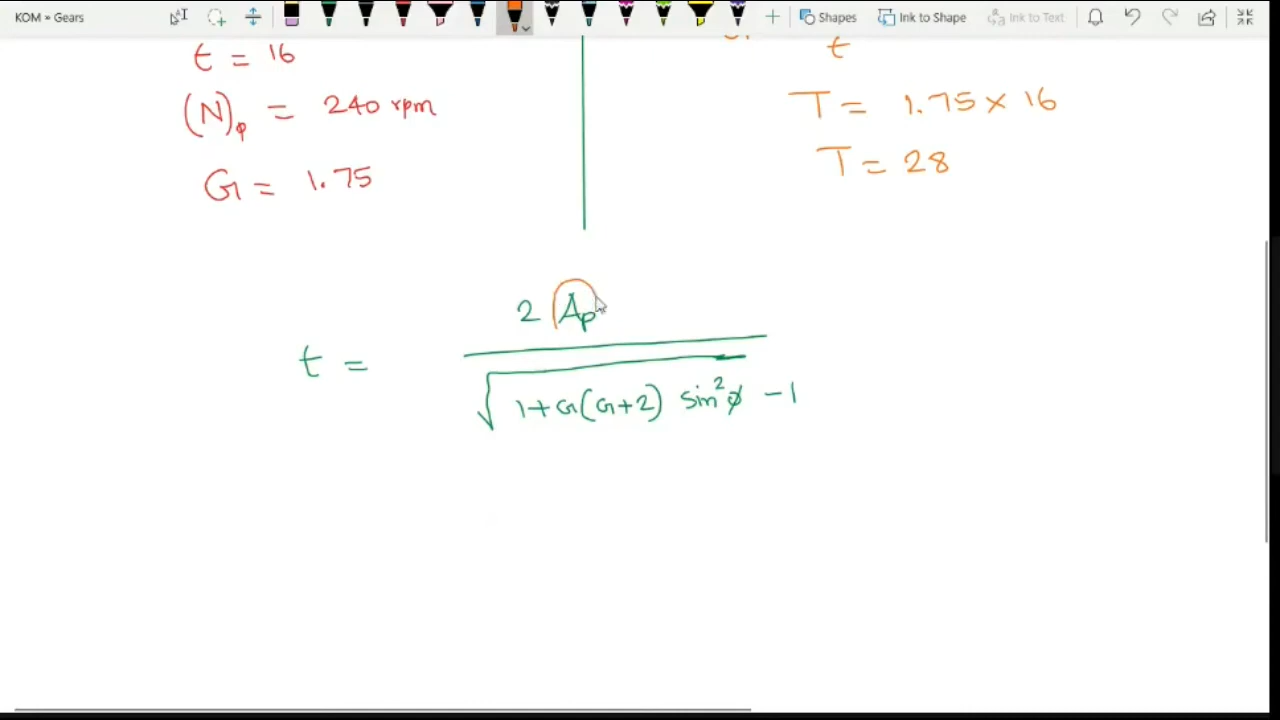 KOM » Gears
Shapes
Ink to Shape
Ink to Text
t = 16
(N)φ = 240 rpm
G = 1.75
t
T = 1.75 × 16
T = 28
t = 2 Ap
√1+G(G+2) sin²φ - 1